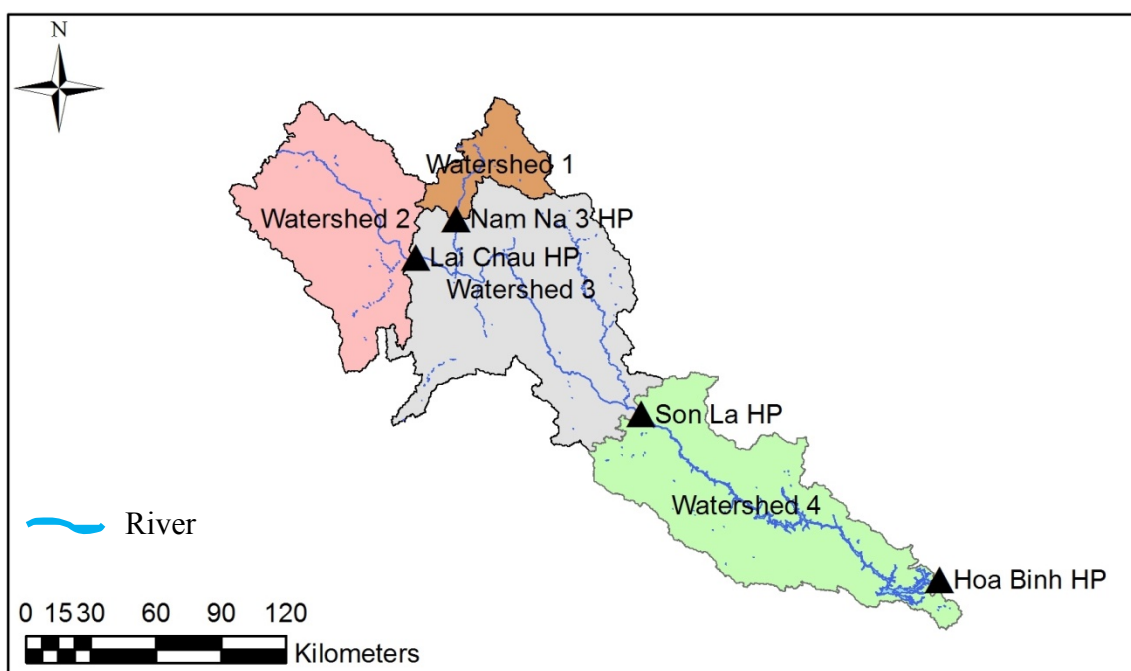 N
Watershed 1
Watershed 2
Nam Na 3 HP
Lai Chau HP
Watershed 3
Son La HP
Watershed 4
River
Hoa Binh HP
0 15 30 60 90 120
Kilometers